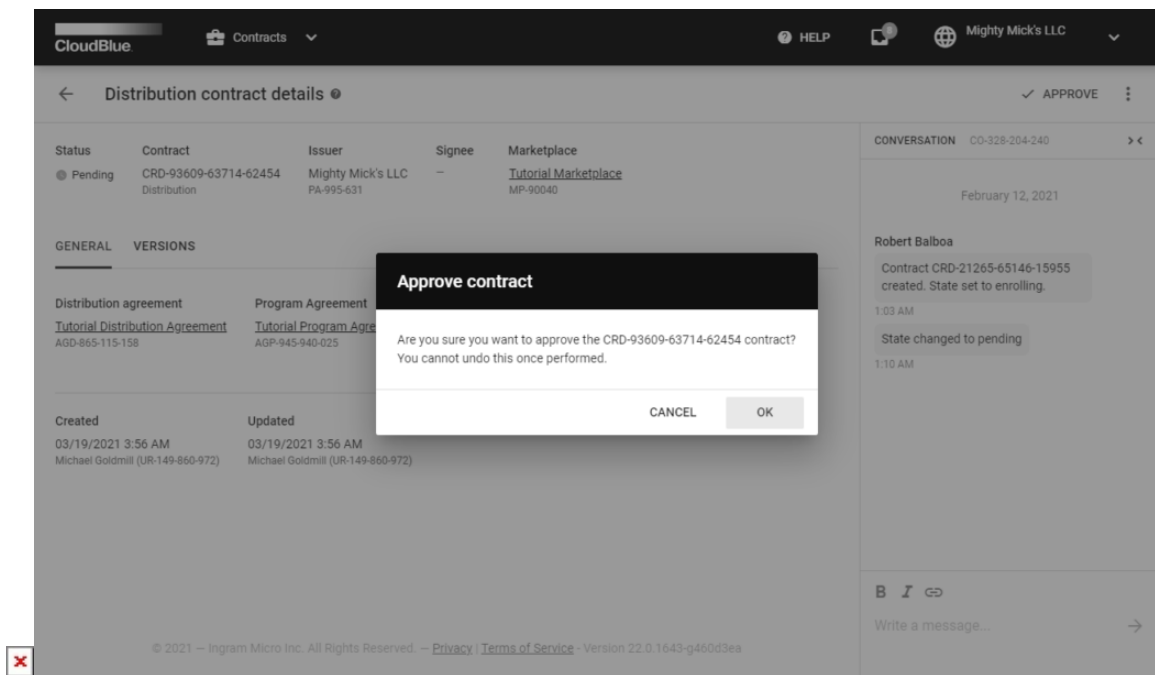 CloudBlue
Contracts
HELP
0
Mighty Mick's LLC
Distribution contract details
APPROVE
Status
Contract
Issuer
Signee
Marketplace
Pending
CRD-93609-63714-62454
Mighty Mick's LLC
–
Tutorial Marketplace
Distribution
PA-995-631
MP-90040
GENERAL
VERSIONS
Distribution agreement
Program Agreement
Tutorial Distribution Agreement
Tutorial Program Agre
AGD-865-115-158
AGP-945-940-025
Created
Updated
03/19/2021 3:56 AM
03/19/2021 3:56 AM
Michael Goldmill (UR-149-860-972)
Michael Goldmill (UR-149-860-972)
Approve contract
Are you sure you want to approve the CRD-93609-63714-62454 contract?
You cannot undo this once performed.
CANCEL
OK
CONVERSATION CO-328-204-240
February 12, 2021
Robert Balboa
Contract CRD-21265-65146-15955
created. State set to enrolling.
1:03 AM
State changed to pending
1:10 AM
B I
Write a message...
© 2021 – Ingram Micro Inc. All Rights Reserved. – Privacy | Terms of Service - Version 22.0.1643-g460d3ea